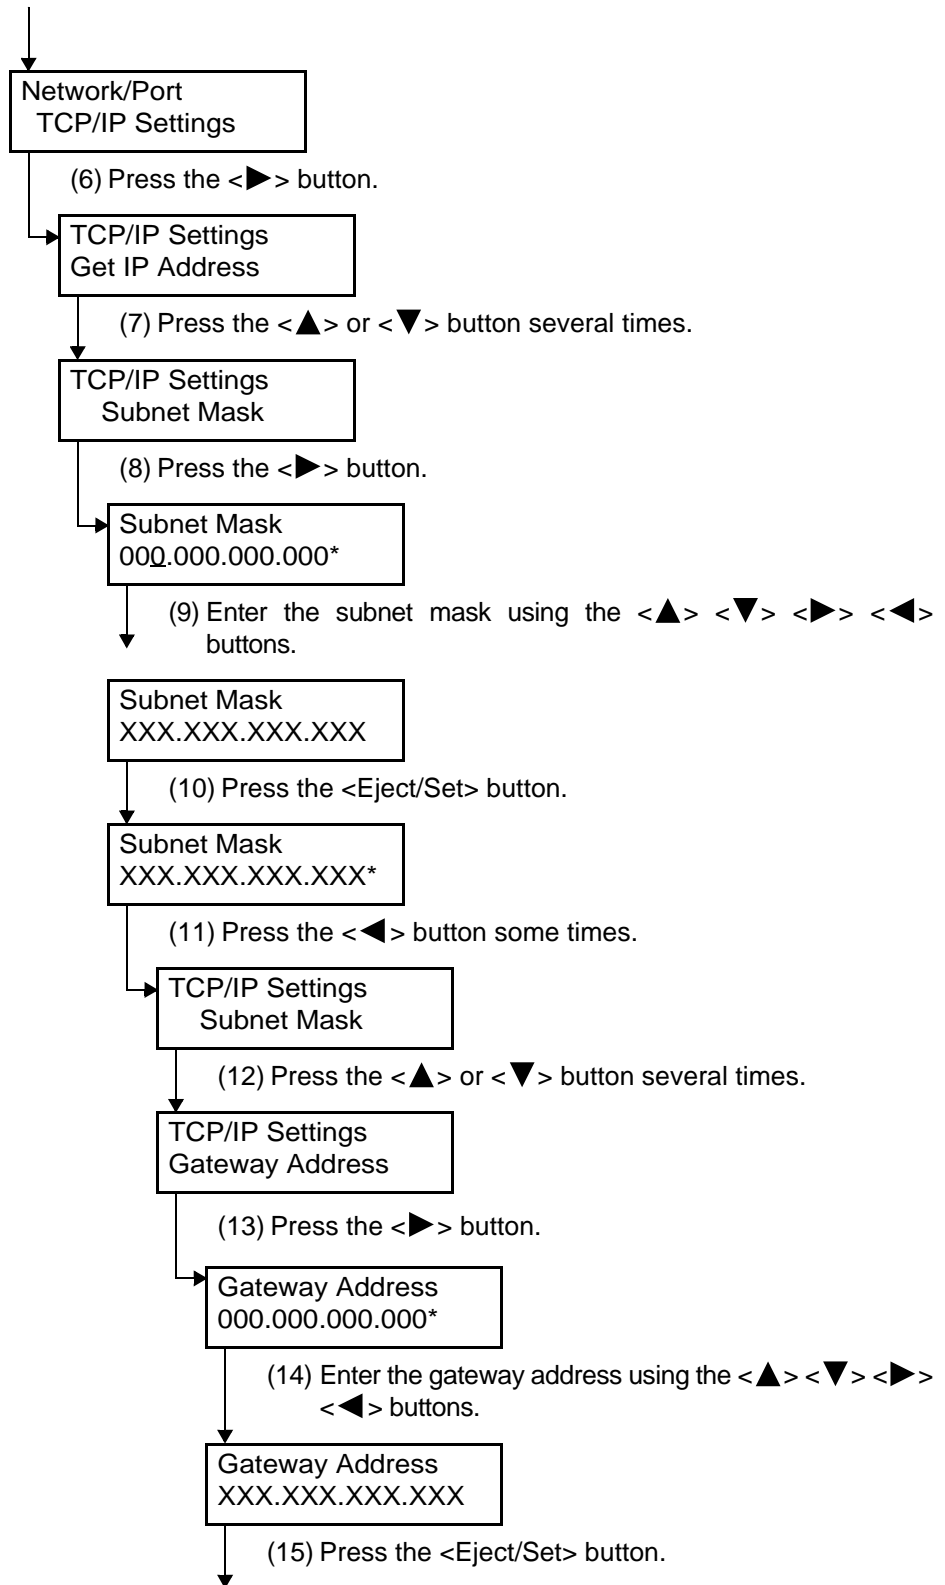 Network/Port
TCP/IP Settings
(6) Press the <▶> button.
TCP/IP Settings
Get IP Address
(7) Press the <▲> or <▼> button several times.
TCP/IP Settings
Subnet Mask
(8) Press the <▶> button.
Subnet Mask
000.000.000.000*
(9) Enter the subnet mask using the <▲> <▼> <▶> <◀>
buttons.
Subnet Mask
XXX.XXX.XXX.XXX
(10) Press the <Eject/Set> button.
Subnet Mask
XXX.XXX.XXX.XXX*
(11) Press the <◀> button some times.
TCP/IP Settings
Subnet Mask
(12) Press the <▲> or <▼> button several times.
TCP/IP Settings
Gateway Address
(13) Press the <▶> button.
Gateway Address
000.000.000.000*
(14) Enter the gateway address using the <▲> <▼> <▶>
<◀> buttons.
Gateway Address
XXX.XXX.XXX.XXX
(15) Press the <Eject/Set> button.